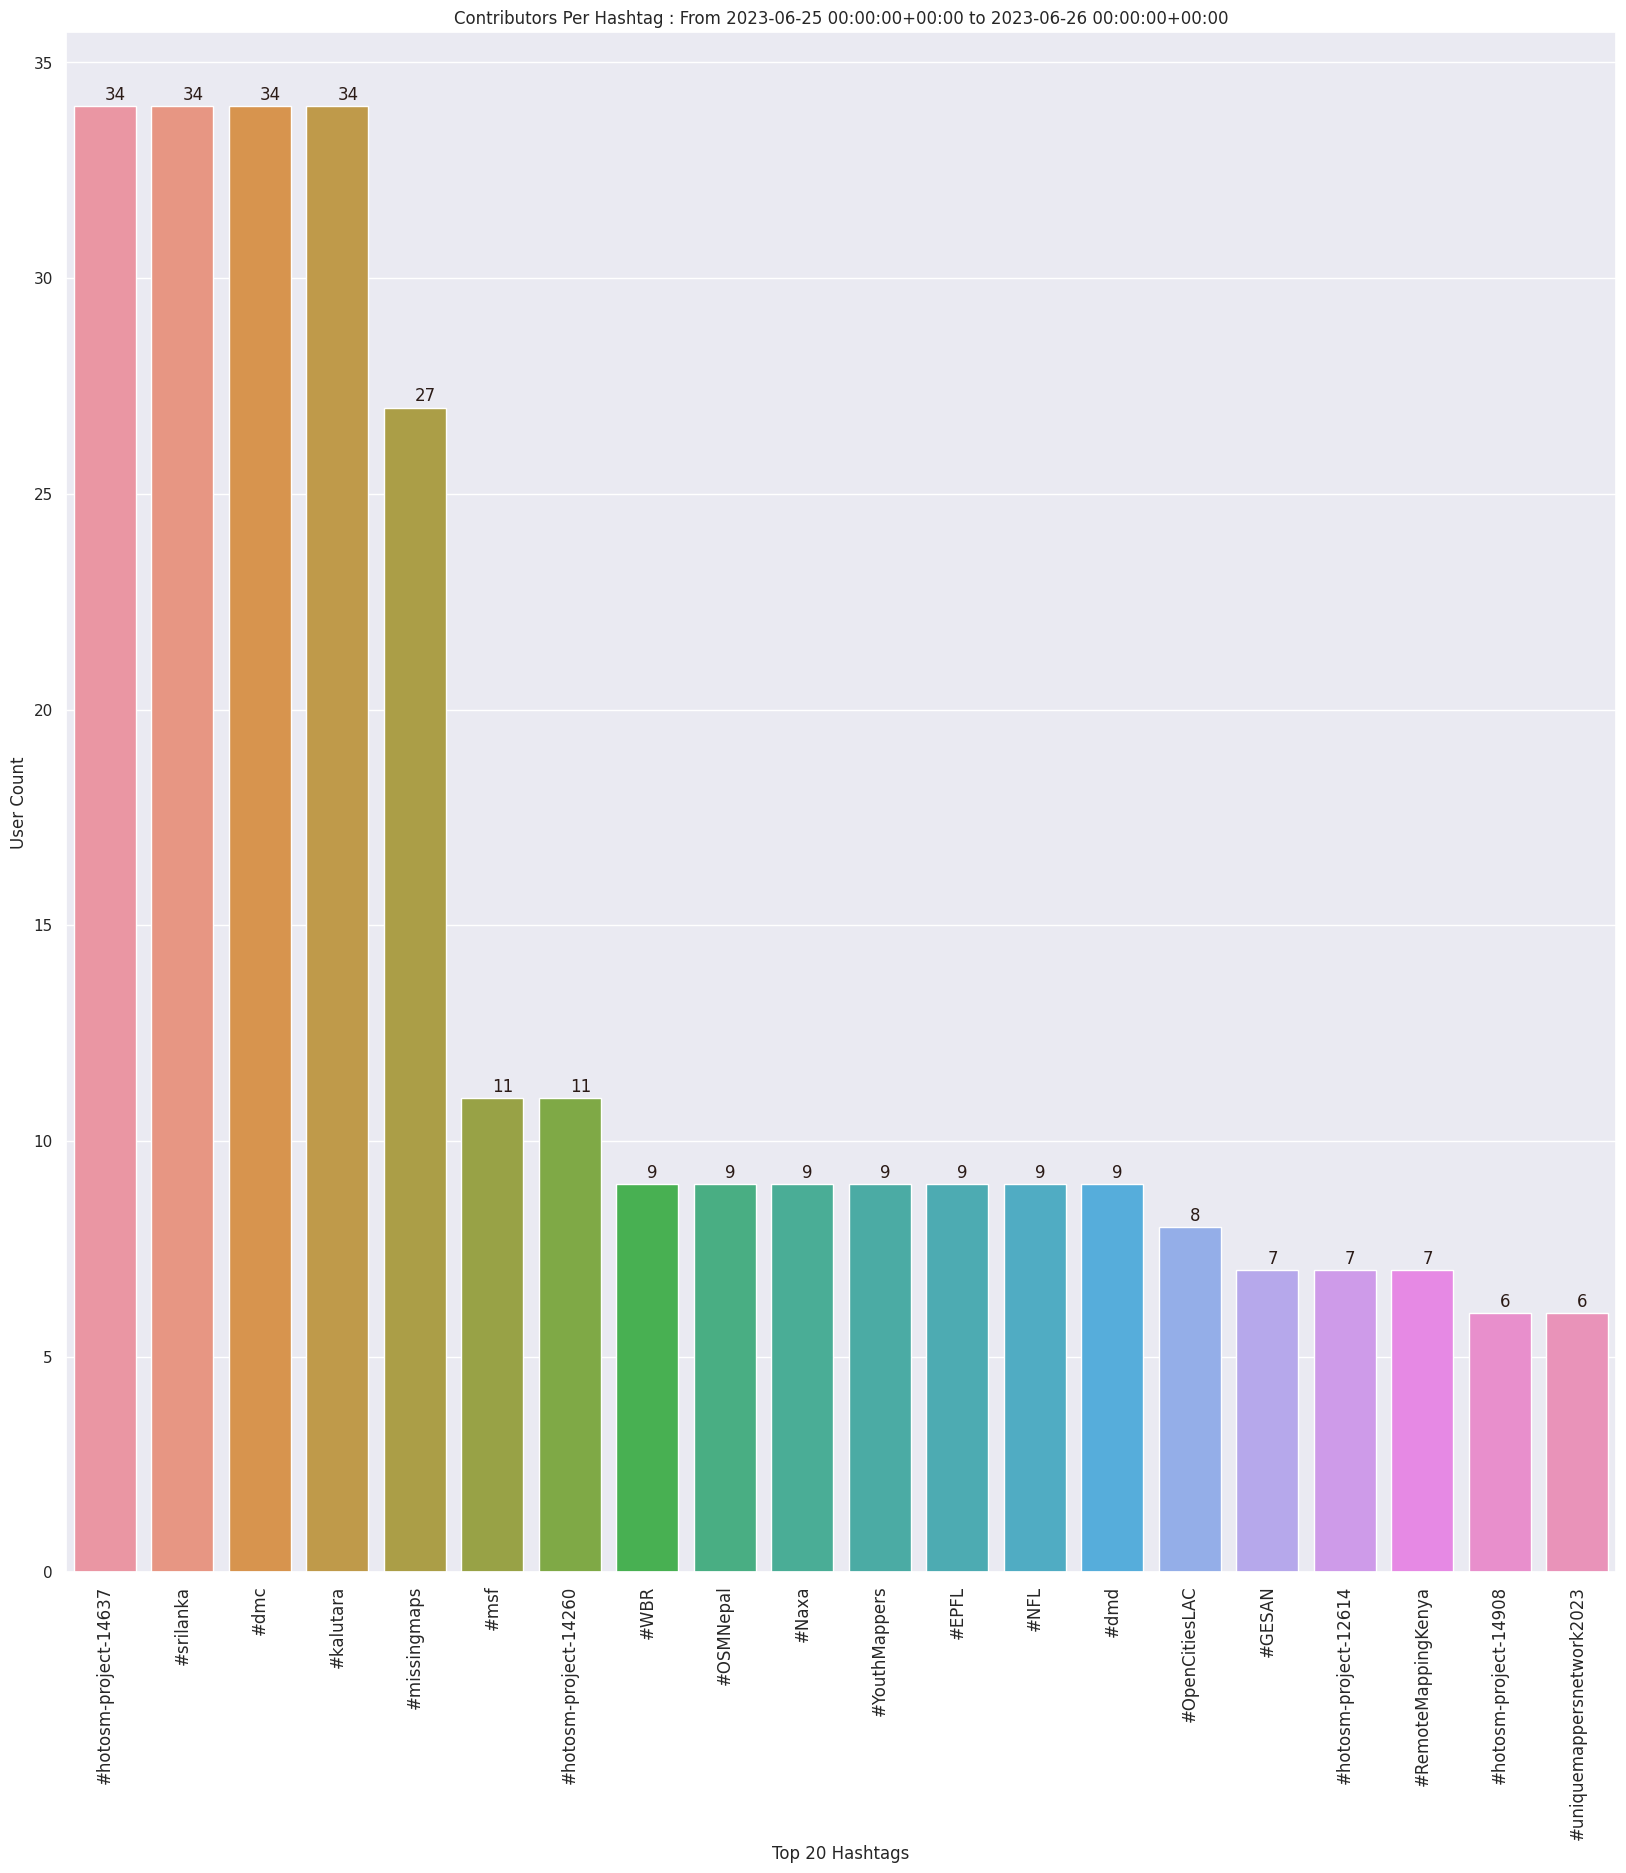 Contributors Per Hashtag : From 2023-06-25 00:00:00+00:00 to 2023-06-26 00:00:00+00:00
User Count
35
30
25
20
15
10
5
0
34
34
34
34
27
11
11
9
9
9
9
9
9
9
8
7
7
7
6
6
#hotosm-project-14637
#srilanka
#dmc
#kalutara
#missingmaps
#msf
#hotosm-project-14260
#WBR
#OSMNepal
#Naxa
#YouthMappers
#EPFL
#NFL
#dmd
#OpenCitiesLAC
#GESAN
#hotosm-project-12614
#RemoteMappingKenya
#hotosm-project-14908
#uniquemappersnetwork2023
Top 20 Hashtags